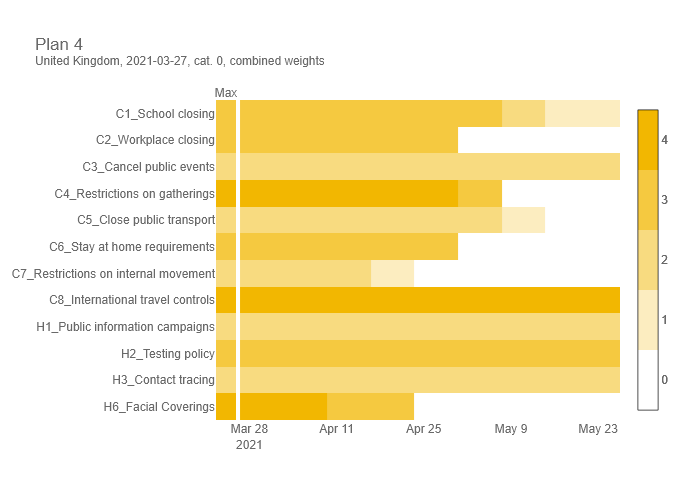 Plan 4
United Kingdom, 2021-03-27, cat. 0, combined weights
Max
C1_School closing
C2_Workplace closing
C3_Cancel public events
C4_Restrictions on gatherings
C5_Close public transport
C6_Stay at home requirements
C7_Restrictions on internal movement
C8_International travel controls
H1_Public information campaigns
H2_Testing policy
H3_Contact tracing
H6_Facial Coverings
4
3
2
1
0
Mar 28 Apr 11 Apr 25 May 9 May 23
2021